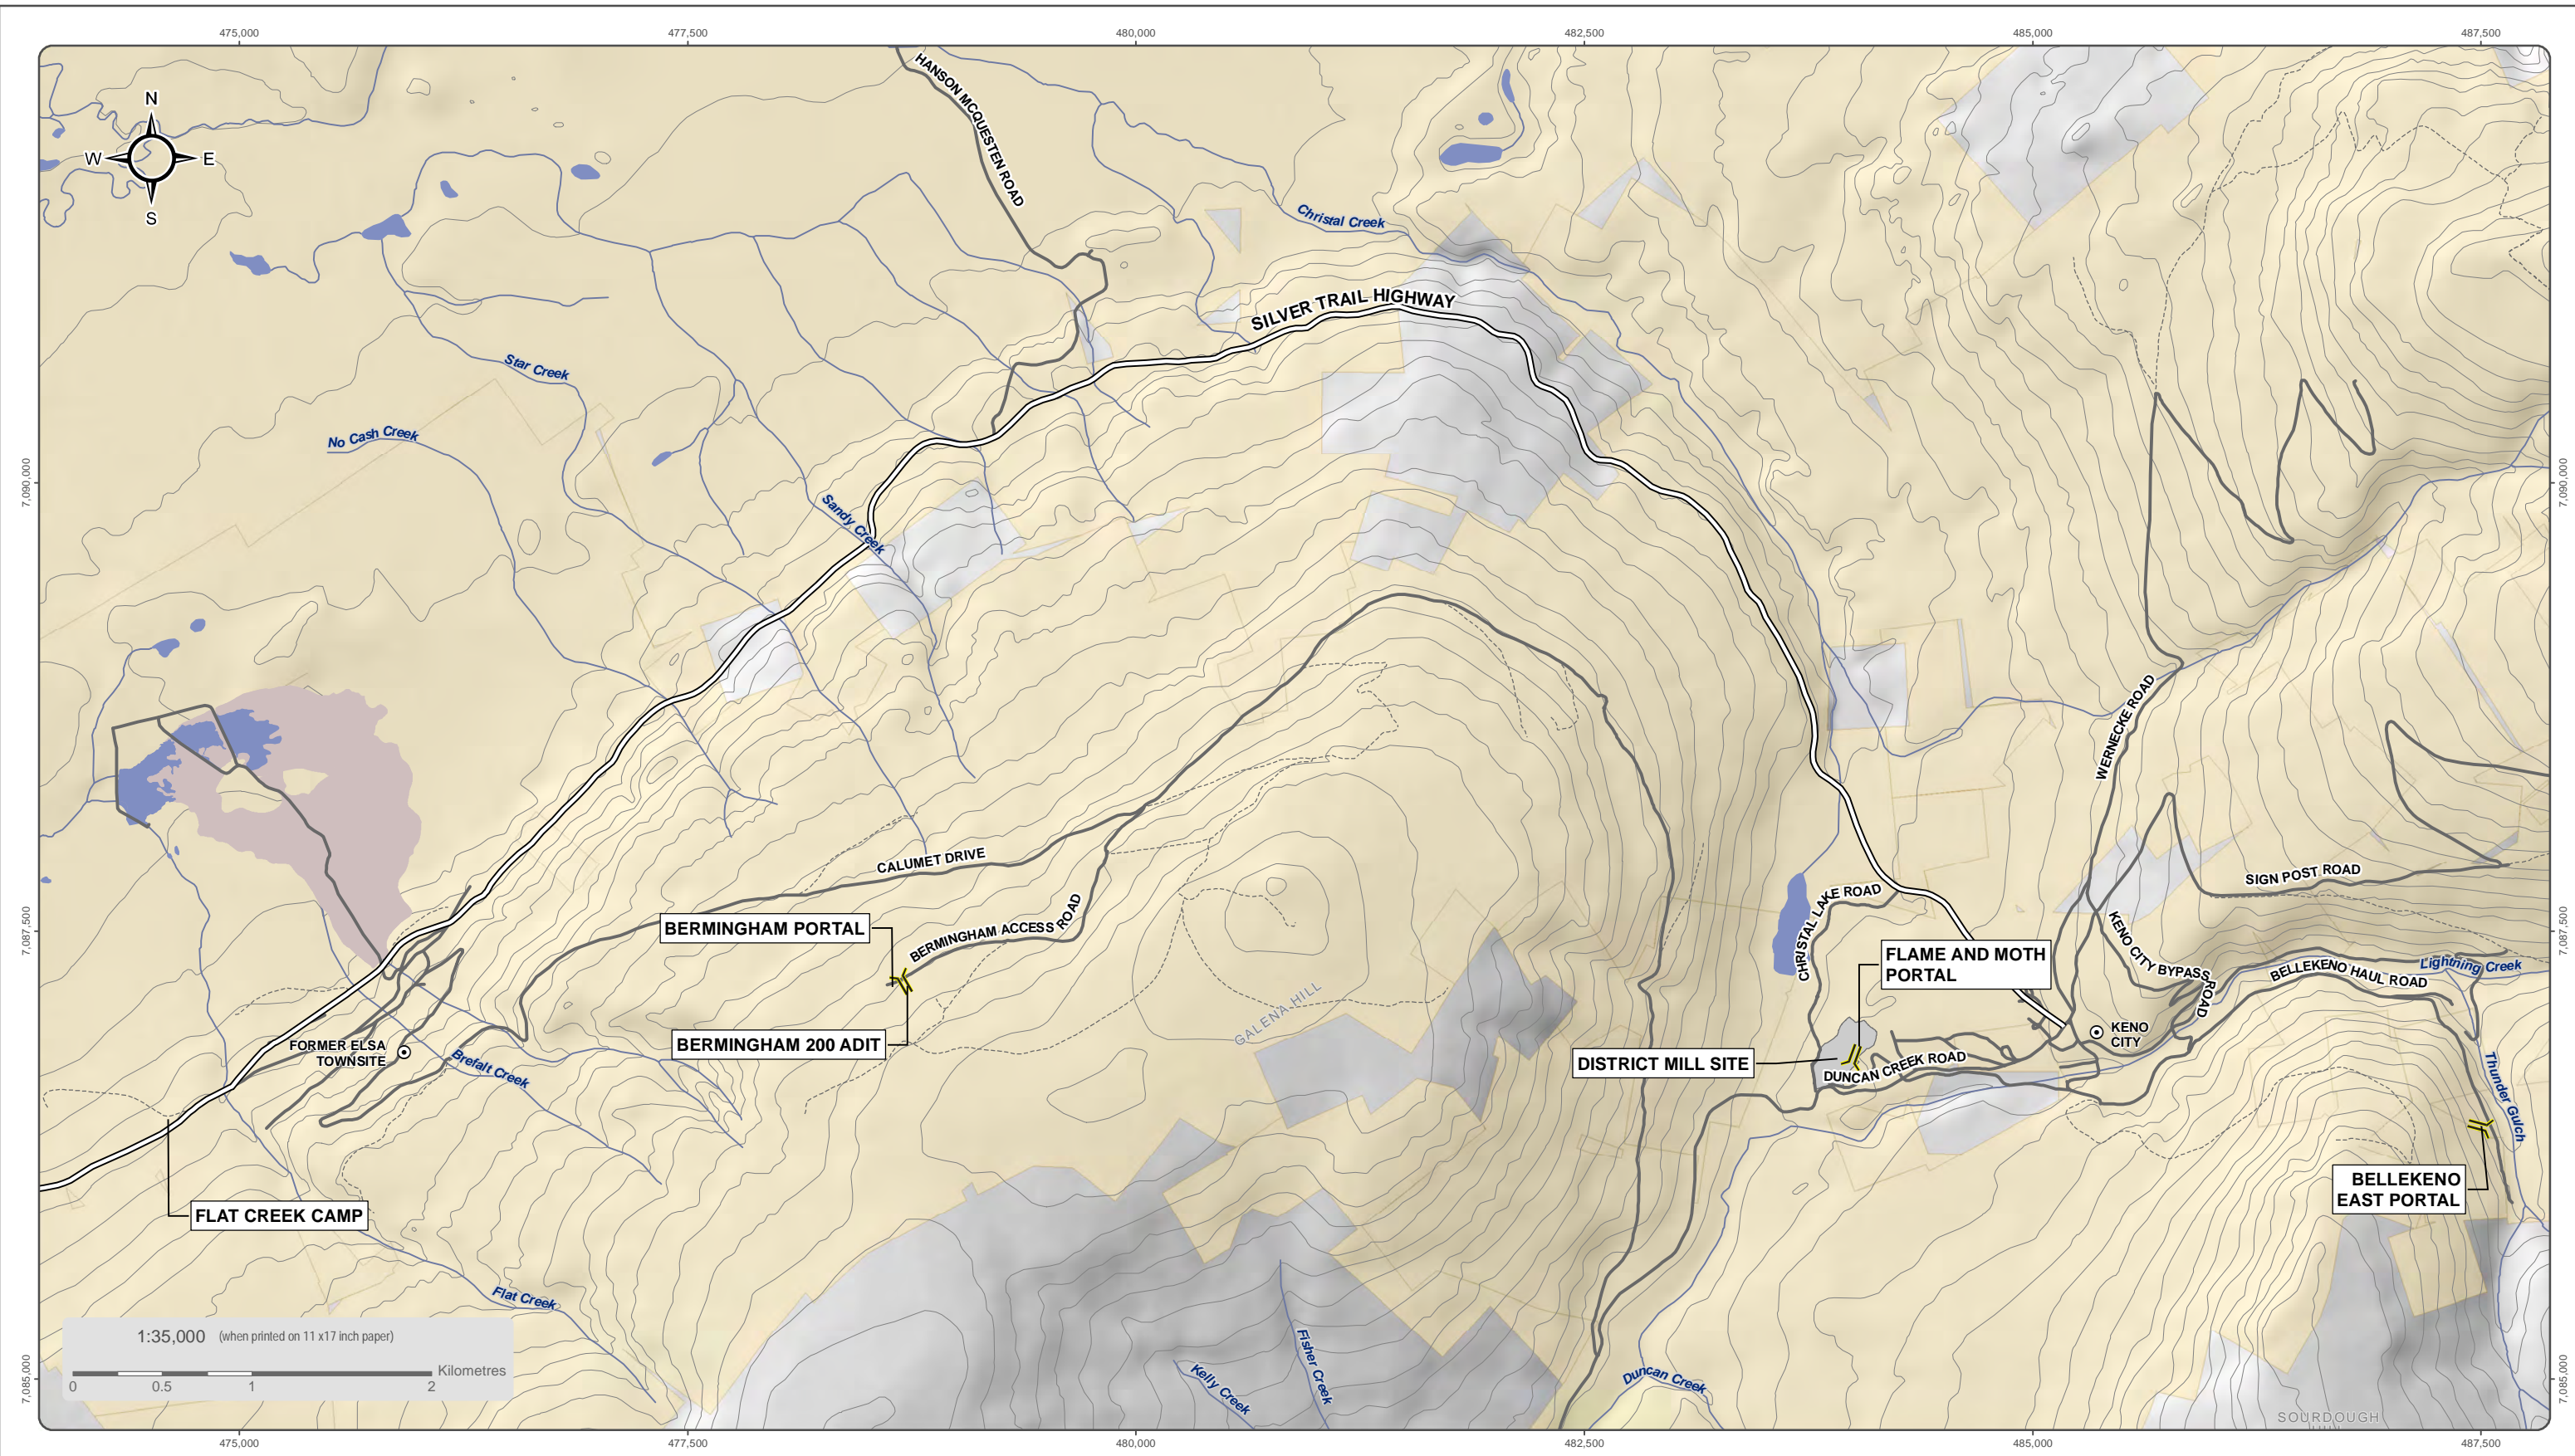 475,000
477,500
480,000
482,500
485,000
487,500
HANSON MCQUESTEN ROAD
N
W
E
S
Christal Creek
SILVER TRAIL HIGHWAY
Star Creek
No Cash Creek
7,090,000
7,090,000
Sandy Creek
WERNECKE ROAD
CALUMET DRIVE
SIGN POST ROAD
CHRISTAL LAKE ROAD
BERMINGHAM PORTAL
BERMINGHAM ACCESS ROAD
7,087,500
7,087,500
KENO CITY BYPASS ROAD
FLAME AND MOTH
PORTAL
Lightning Creek
BELLEKENO HAUL ROAD
GALENA HILL
KENO
CITY
BERMINGHAM 200 ADIT
FORMER ELSA
TOWNSITE
Brefalt Creek
DISTRICT MILL SITE
DUNCAN CREEK ROAD
Thunder Gulch
BELLEKENO
EAST PORTAL
FLAT CREEK CAMP
Flat Creek
1:35,000 (when printed on 11 x17 inch paper)
Kilometres
0
0.5
1
2
Fisher Creek
Kelly Creek
Duncan Creek
7,085,000
7,085,000
SOURDOUGH
475,000
477,500
480,000
482,500
485,000
487,500